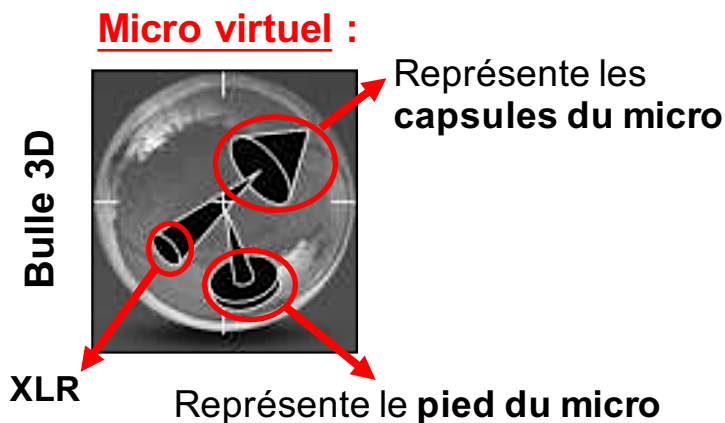 Micro virtuel :
Représente les
capsules du micro
Bulle 3D
XLR
Représente le pied du micro